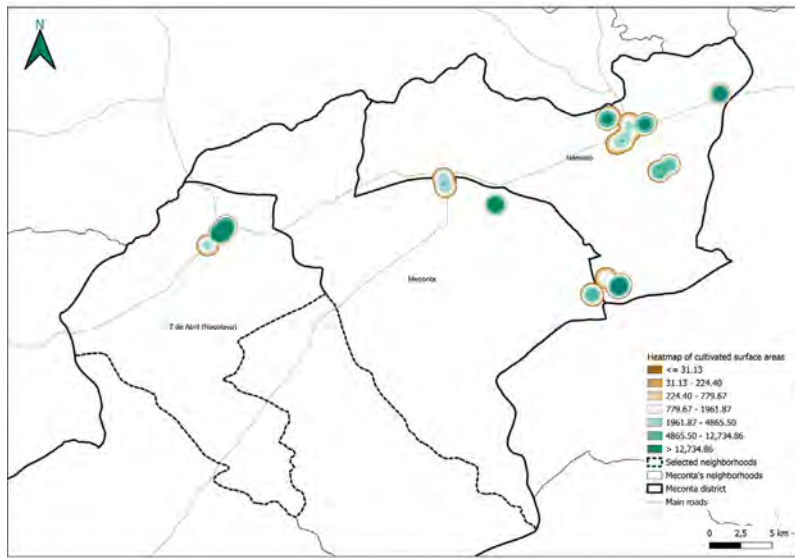 N
Meconta
7 de Abril (Nacavala)
Heatmap of cultivated surface areas
<= 31.13
31.13 - 224.40
224.40 - 779.67
779.67 - 1961.87
1961.87 - 4865.50
4865.50 - 12,734.86
> 12,734.86
Selected neighborhoods
Meconta's neighborhoods
Meconta district
Main roads
0 2,5 5 km